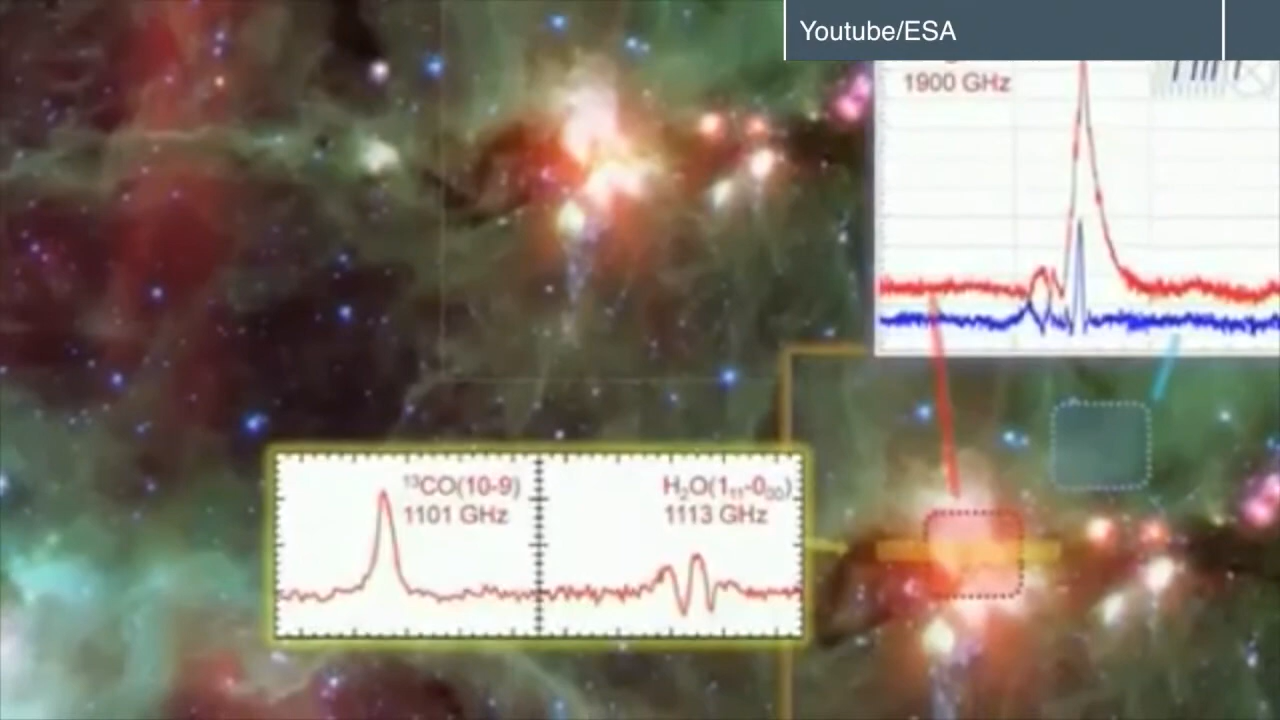 Youtube/ESA
1900 GHz
¹³CO(10-9)
1101 GHz
H₂O(1₁₁-0₀₀)
1113 GHz